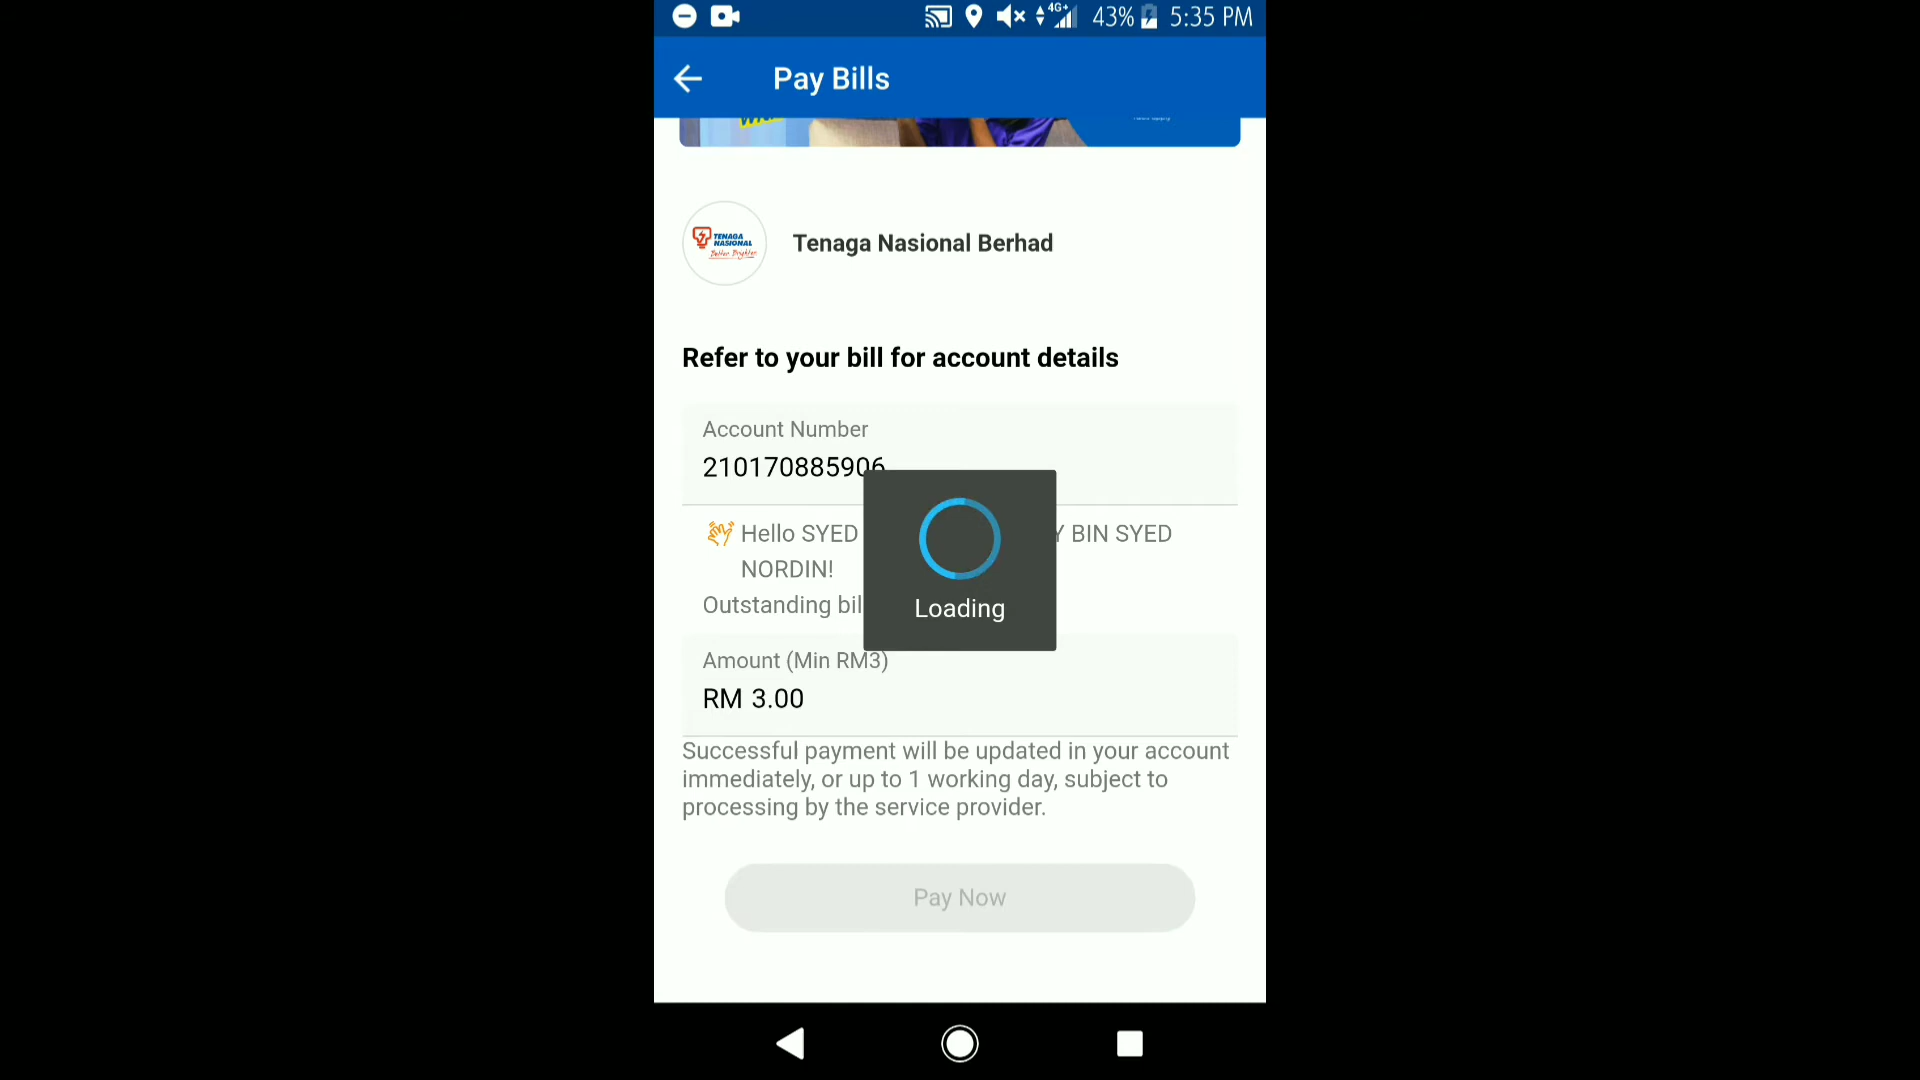 4G+ 43% 5:35 PM
Pay Bills
TENAGA
NASIONAL
Better. Brighter.
Tenaga Nasional Berhad
Refer to your bill for account details
Account Number
210170885906
Hello SYED Y BIN SYED
NORDIN!
Outstanding bil
Loading
Amount (Min RM3)
RM 3.00
Successful payment will be updated in your account
immediately, or up to 1 working day, subject to
processing by the service provider.
Pay Now